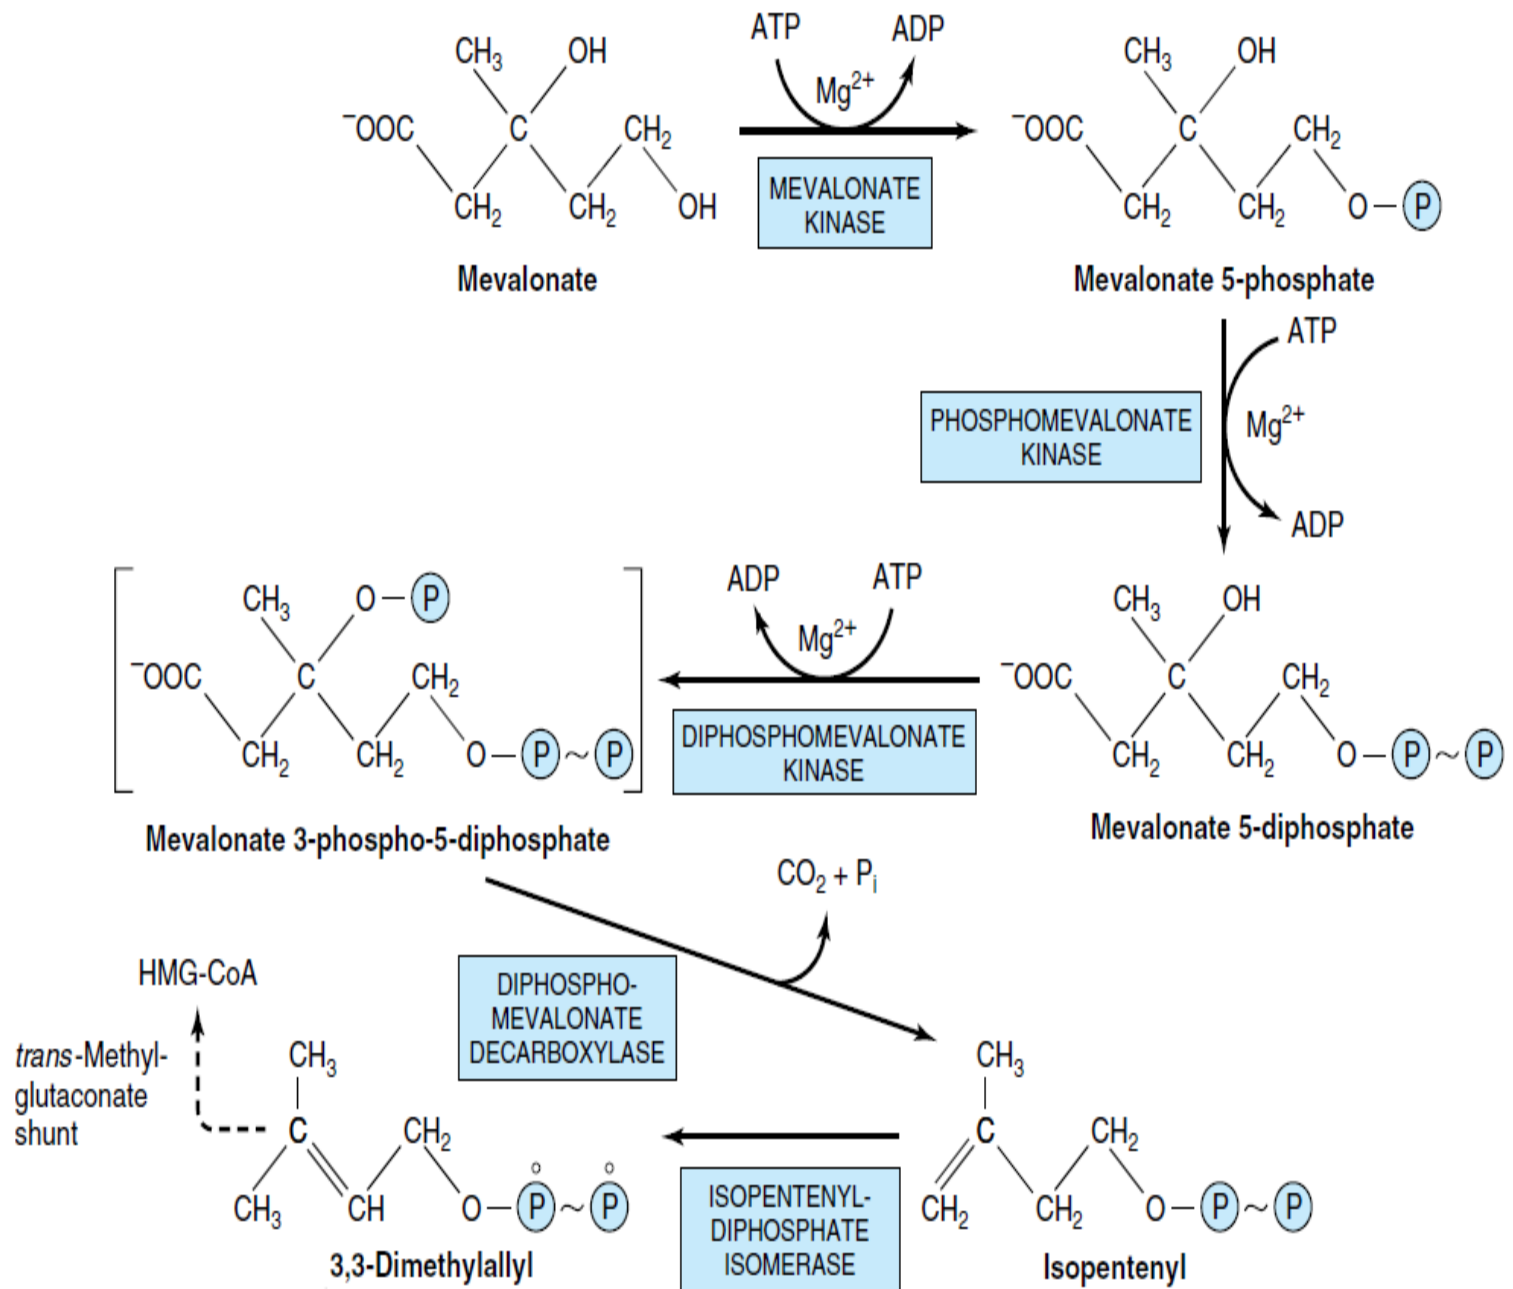 ATP ADP
CH₃ OH Mg²⁺ CH₃ OH
⁻OOC C CH₂ ⁻OOC C CH₂
CH₂ CH₂ OH CH₂ CH₂ O–P
MEVALONATE
KINASE
Mevalonate Mevalonate 5-phosphate
ATP
PHOSPHOMEVALONATE
KINASE
Mg²⁺
ADP
ADP ATP
CH₃ O–P Mg²⁺ CH₃ OH
⁻OOC C CH₂ ⁻OOC C CH₂
CH₂ CH₂ O–P~P CH₂ CH₂ O–P~P
DIPHOSPHOMEVALONATE
KINASE
Mevalonate 3-phospho-5-diphosphate Mevalonate 5-diphosphate
CO₂ + Pᵢ
HMG-CoA
DIPHOSPHO-
MEVALONATE
DECARBOXYLASE
trans-Methyl-
glutaconate
shunt
CH₃ CH₃
C CH₂ C CH₂
CH₃ CH O–P~P CH₂ CH₂ O–P~P
ISOPENTENYL-
DIPHOSPHATE
ISOMERASE
3,3-Dimethylallyl Isopentenyl